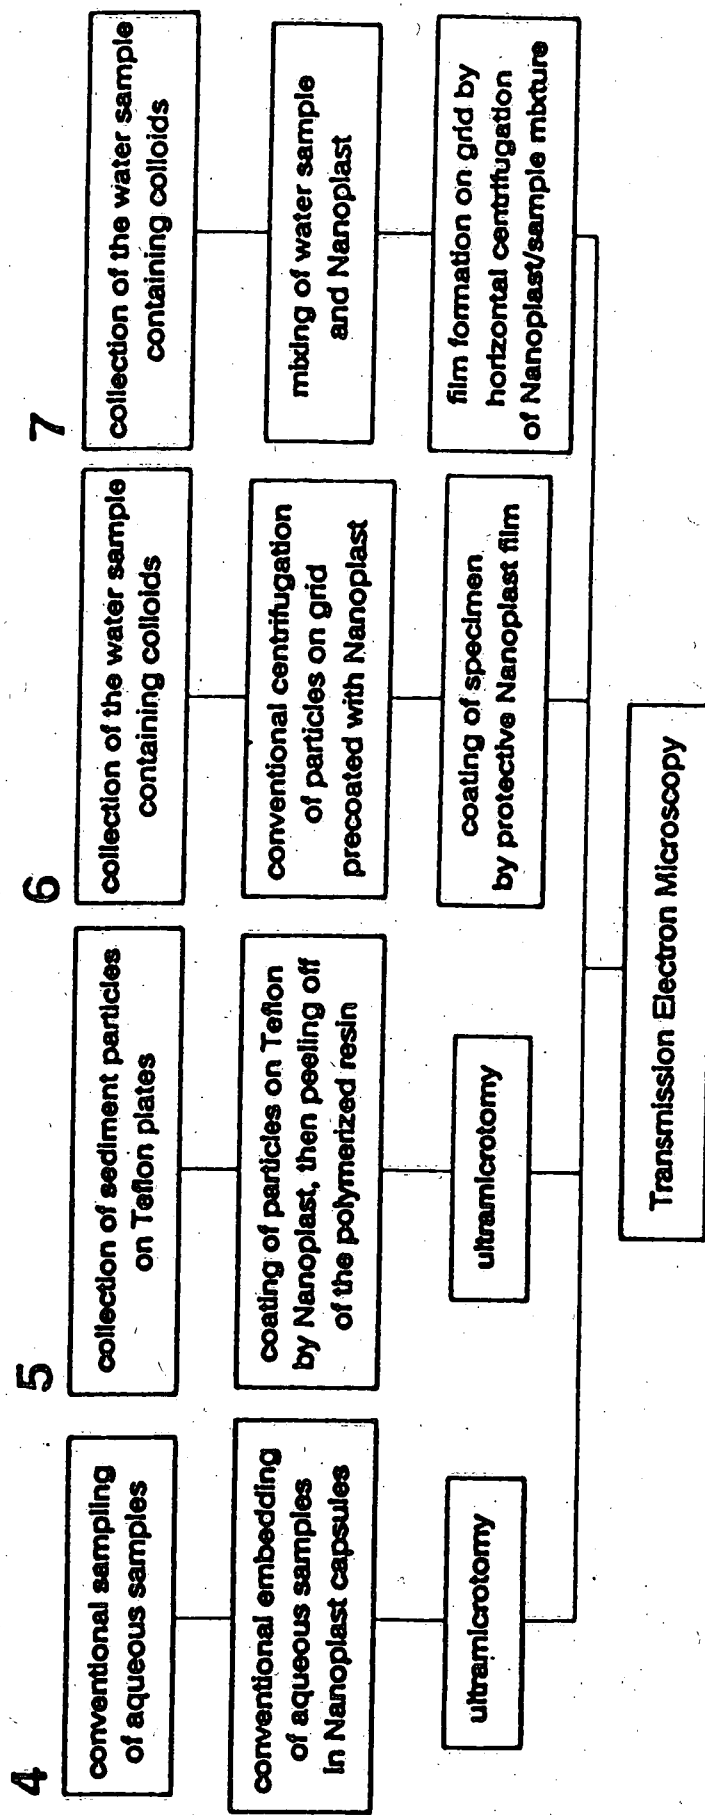 4
conventional sampling
of aqueous samples
conventional embedding
of aqueous samples
in Nanoplast capsules
ultramicrotomy
5
collection of sediment particles
on Teflon plates
coating of particles on Teflon
by Nanoplast, then peeling off
of the polymerized resin
ultramicrotomy
6
collection of the water sample
containing colloids
conventional centrifugation
of particles on grid
precoated with Nanoplast
coating of specimen
by protective Nanoplast film
7
collection of the water sample
containing colloids
mixing of water sample
and Nanoplast
film formation on grid by
horizontal centrifugation
of Nanoplast/sample mixture
Transmission Electron Microscopy